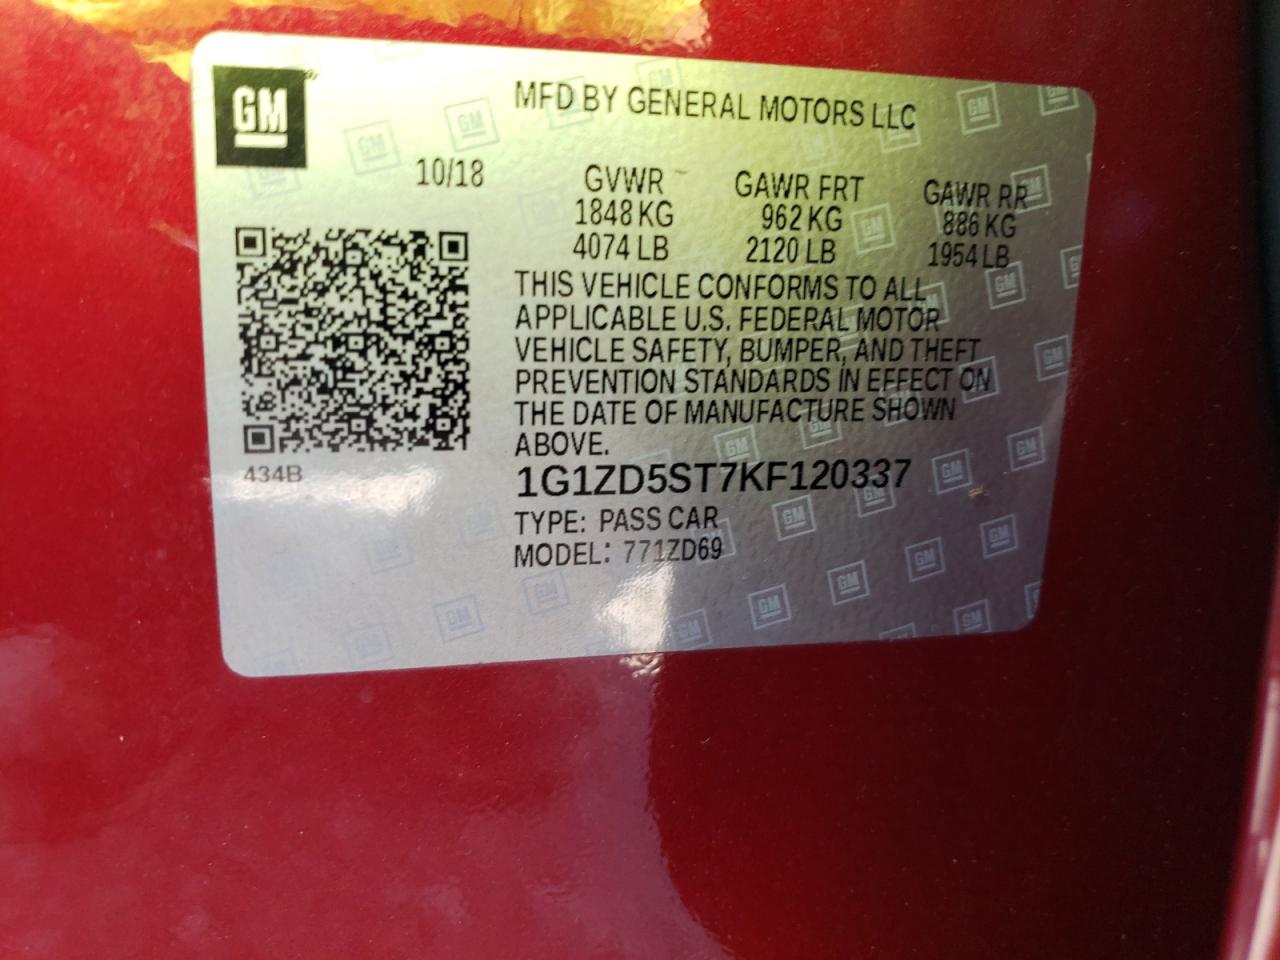 GM
MFD BY GENERAL MOTORS LLC
10/18 GVWR GAWR FRT GAWR RR
1848 KG 962 KG 886 KG
4074 LB 2120 LB 1954 LB
THIS VEHICLE CONFORMS TO ALL
APPLICABLE U.S. FEDERAL MOTOR
VEHICLE SAFETY, BUMPER, AND THEFT
PREVENTION STANDARDS IN EFFECT ON
THE DATE OF MANUFACTURE SHOWN
ABOVE.
434B
1G1ZD5ST7KF120337
TYPE: PASS CAR
MODEL: 771ZD69